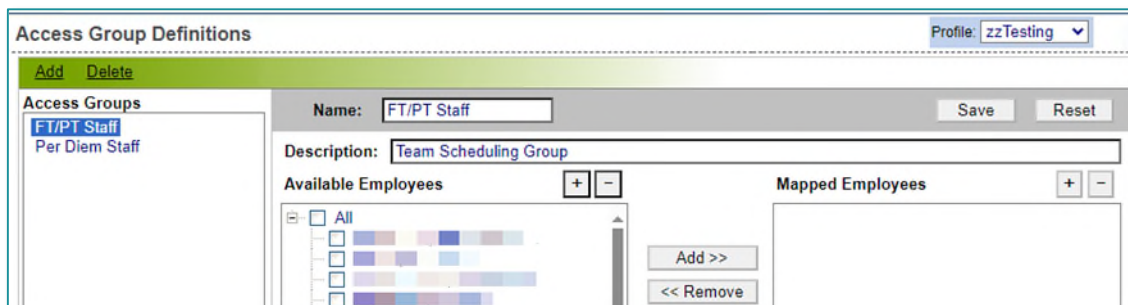 Access Group Definitions
Profile: zzTesting
Add Delete
Access Groups
FT/PT Staff
Per Diem Staff
Name: FT/PT Staff
Save Reset
Description: Team Scheduling Group
Available Employees + -
Mapped Employees + -
All
Add >>
<< Remove